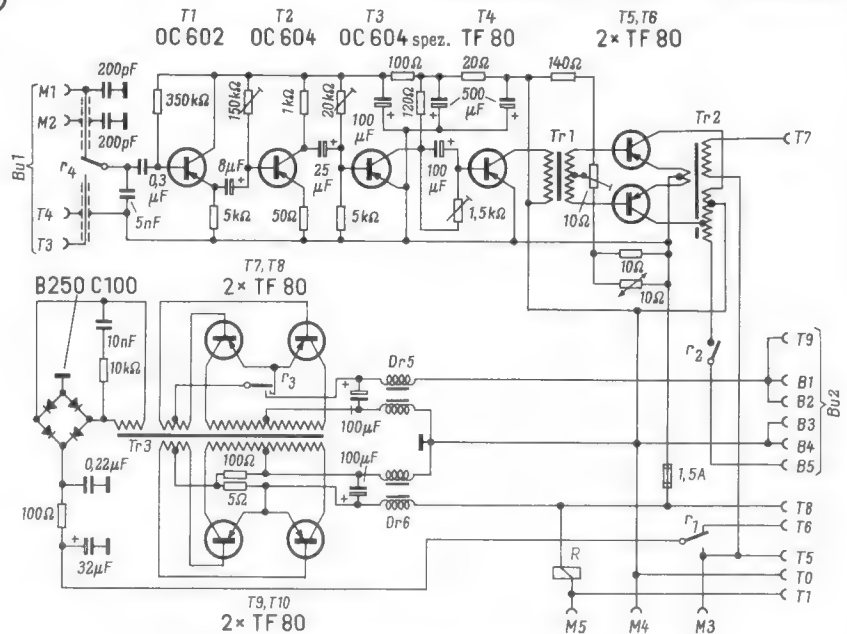 T1 T2 T3 T4 T5, T6
OC 602 OC 604 OC 604 spez. TF 80 2× TF 80
100Ω 20Ω 140Ω
200pF
M1
350kΩ 150kΩ 1kΩ 20kΩ 100 μF 120Ω 500 μF
M2
200pF
Tr2
T7
Bu1
r4
Tr1
8μF
0,3 μF
25 μF
100 μF
T4
5nF
5kΩ 50Ω 5kΩ 1,5kΩ
10Ω
T3
10Ω
10Ω
B250 C100
T7, T8
2× TF 80
r2
T9
10nF
r3
Dr5
B1
B2
Bu2
10kΩ
100μF
B3
B4
Tr3
100Ω
100μF
B5
0,22μF
5Ω
1,5A
T8
100Ω
Dr6
r1
T6
32μF
R
T5
T0
T1
T9, T10
2× TF 80
M5 M4 M3